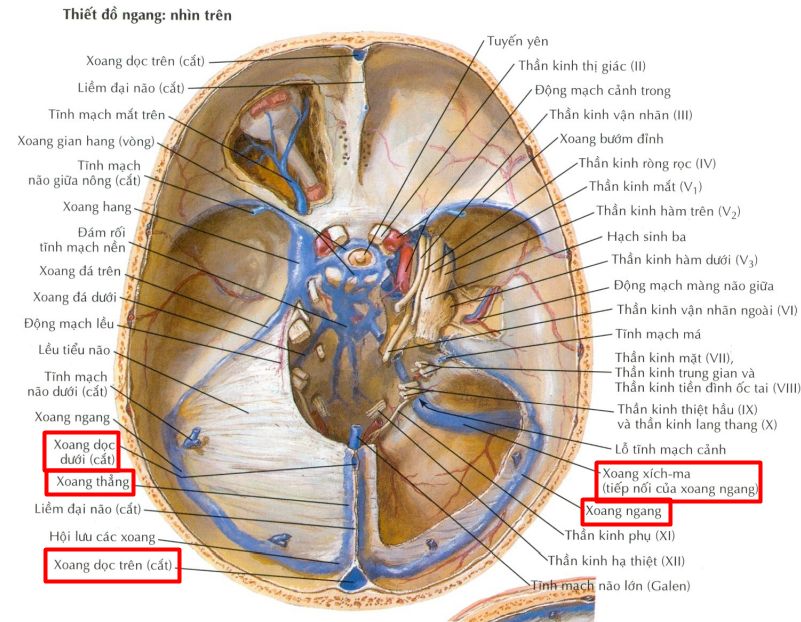 Thiết đồ ngang: nhìn trên
Xoang dọc trên (cắt)
Liềm đại não (cắt)
Tĩnh mạch mắt trên
Xoang gian hang (vòng)
Tĩnh mạch
não giữa nông (cắt)
Xoang hang
Đám rối
tĩnh mạch nền
Xoang đá trên
Xoang đá dưới
Động mạch lều
Lều tiểu não
Tĩnh mạch
não dưới (cắt)
Xoang ngang
Xoang dọc
dưới (cắt)
Xoang thẳng
Liềm đại não (cắt)
Hội lưu các xoang
Xoang dọc trên (cắt)
Tuyến yên
Thần kinh thị giác (II)
Động mạch cảnh trong
Thần kinh vận nhãn (III)
Xoang bướm đỉnh
Thần kinh ròng rọc (IV)
Thần kinh mắt (V1)
Thần kinh hàm trên (V2)
Hạch sinh ba
Thần kinh hàm dưới (V3)
Động mạch màng não giữa
Thần kinh vận nhãn ngoài (VI)
Tĩnh mạch má
Thần kinh mặt (VII),
Thần kinh trung gian và
Thần kinh tiền đình ốc tai (VIII)
Thần kinh thiệt hầu (IX)
và thần kinh lang thang (X)
Lỗ tĩnh mạch cảnh
Xoang xích-ma
(tiếp nối của xoang ngang)
Xoang ngang
Thần kinh phụ (XI)
Thần kinh hạ thiệt (XII)
Tĩnh mạch não lớn (Galen)